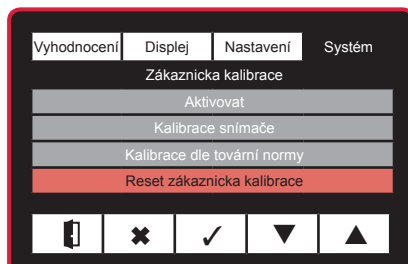 Vyhodnocení Displej Nastavení Systém
Zákaznicka kalibrace
Aktivovat
Kalibrace snímače
Kalibrace dle tovární normy
Reset zákaznicka kalibrace